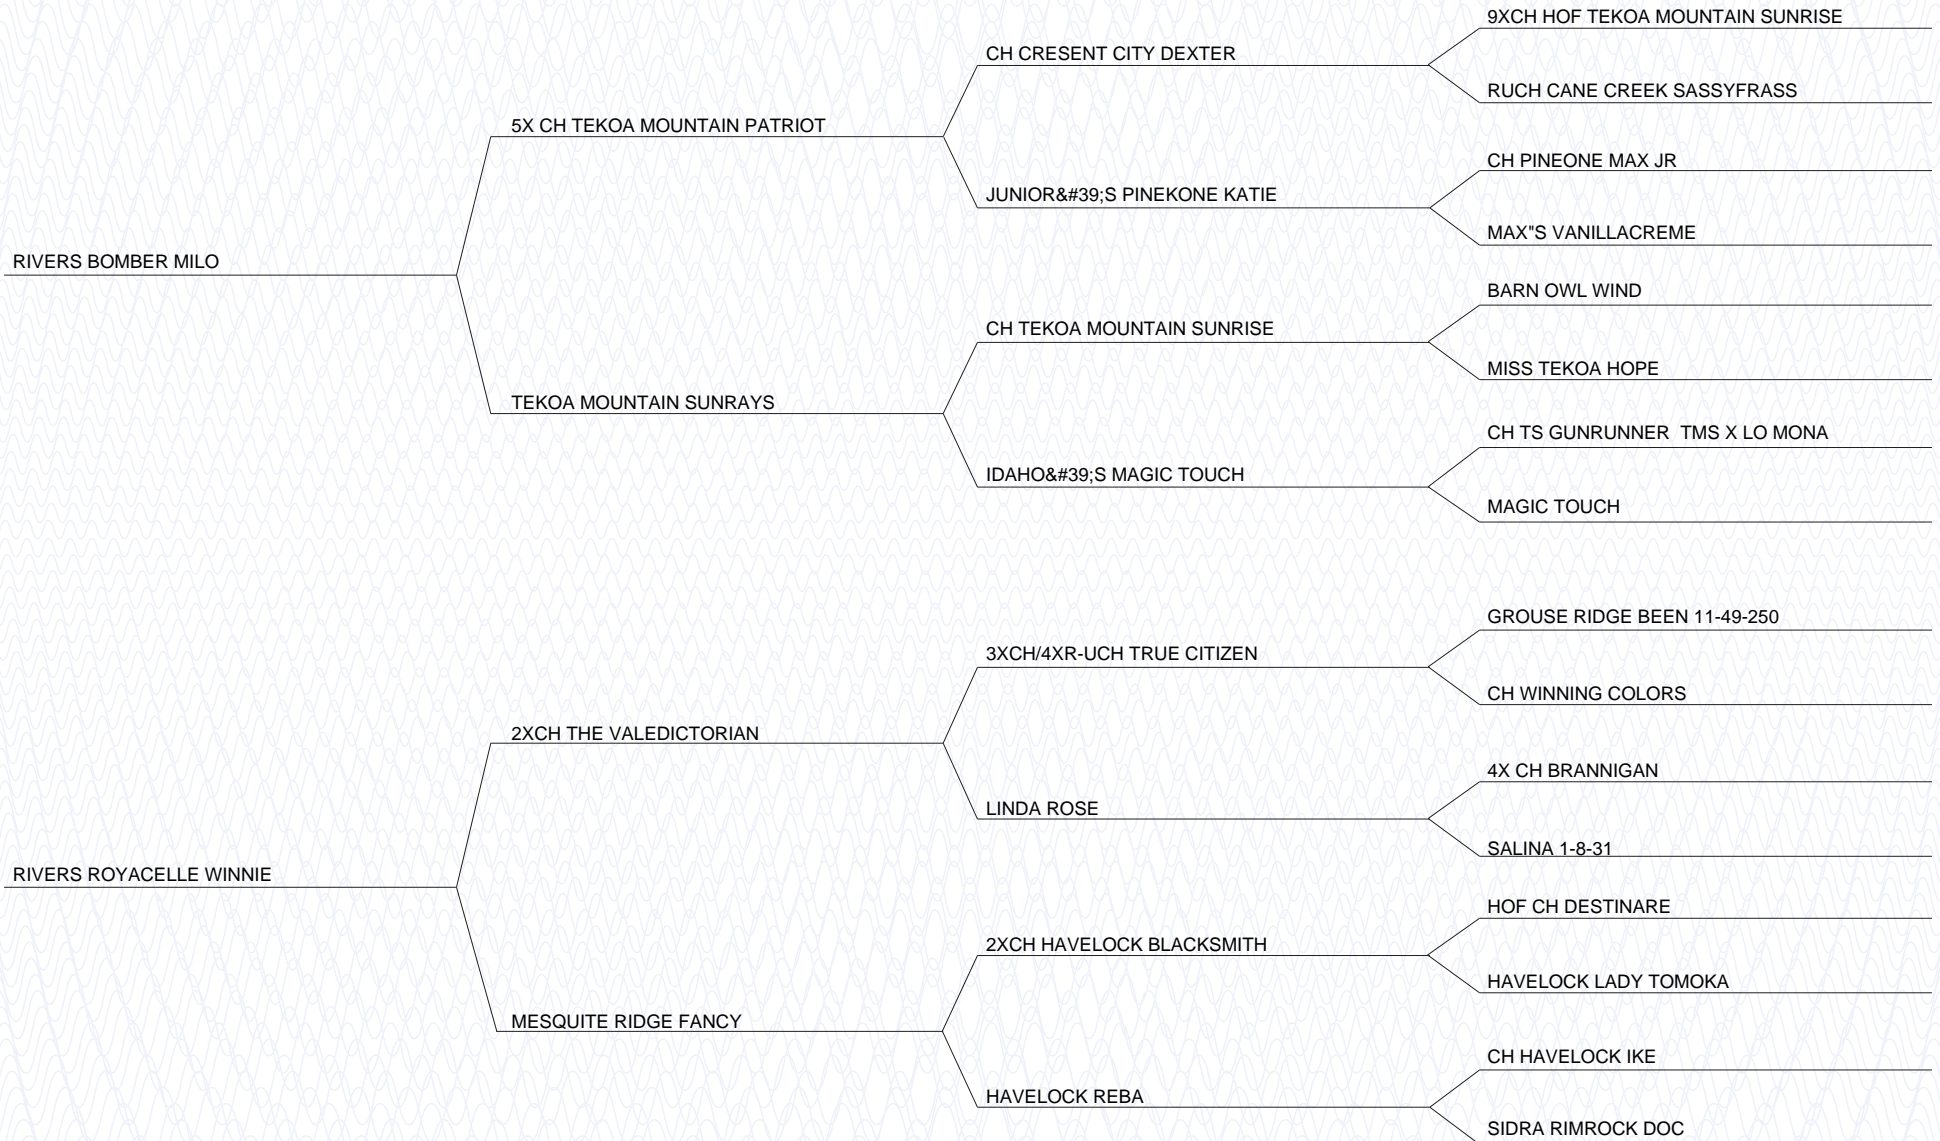 9XCH HOF TEKOA MOUNTAIN SUNRISE
CH CRESENT CITY DEXTER
RUCH CANE CREEK SASSYFRASS
5X CH TEKOA MOUNTAIN PATRIOT
CH PINEONE MAX JR
JUNIOR&#39;S PINEKONE KATIE
MAX"S VANILLACREME
RIVERS BOMBER MILO
BARN OWL WIND
CH TEKOA MOUNTAIN SUNRISE
MISS TEKOA HOPE
TEKOA MOUNTAIN SUNRAYS
CH TS GUNRUNNER  TMS X LO MONA
IDAHO&#39;S MAGIC TOUCH
MAGIC TOUCH
GROUSE RIDGE BEEN 11-49-250
3XCH/4XR-UCH TRUE CITIZEN
CH WINNING COLORS
2XCH THE VALEDICTORIAN
4X CH BRANNIGAN
LINDA ROSE
SALINA 1-8-31
RIVERS ROYACELLE WINNIE
HOF CH DESTINARE
2XCH HAVELOCK BLACKSMITH
HAVELOCK LADY TOMOKA
MESQUITE RIDGE FANCY
CH HAVELOCK IKE
HAVELOCK REBA
SIDRA RIMROCK DOC